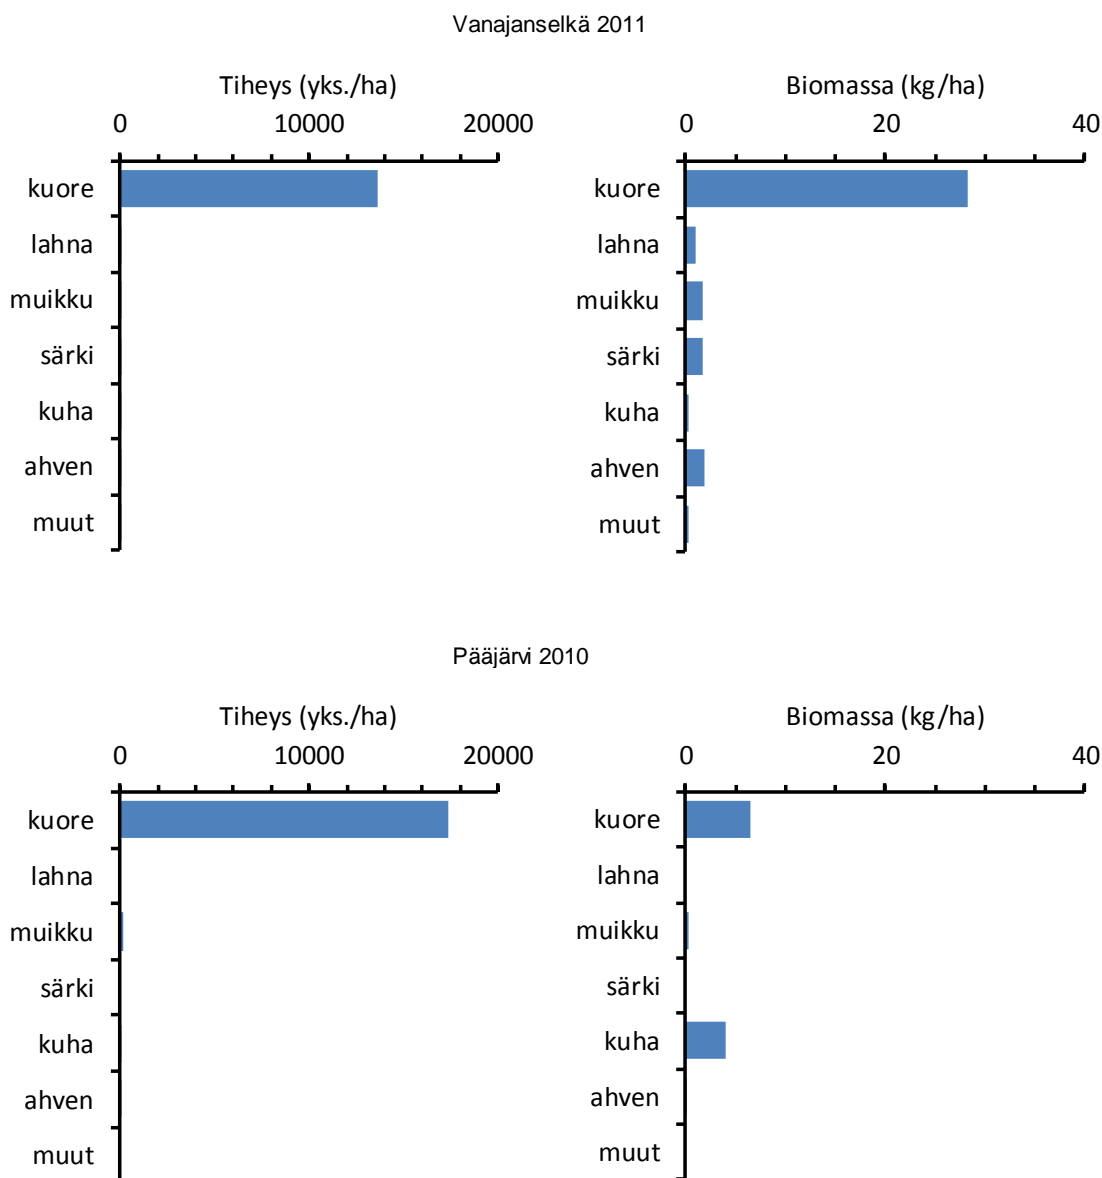 Vanajanselkä 2011
Tiheys (yks./ha)
0 10000 20000
kuore
lahna
muikku
särki
kuha
ahven
muut
Biomassa (kg/ha)
0 20 40
kuore
lahna
muikku
särki
kuha
ahven
muut
Pääjärvi 2010
Tiheys (yks./ha)
0 10000 20000
kuore
lahna
muikku
särki
kuha
ahven
muut
Biomassa (kg/ha)
0 20 40
kuore
lahna
muikku
särki
kuha
ahven
muut